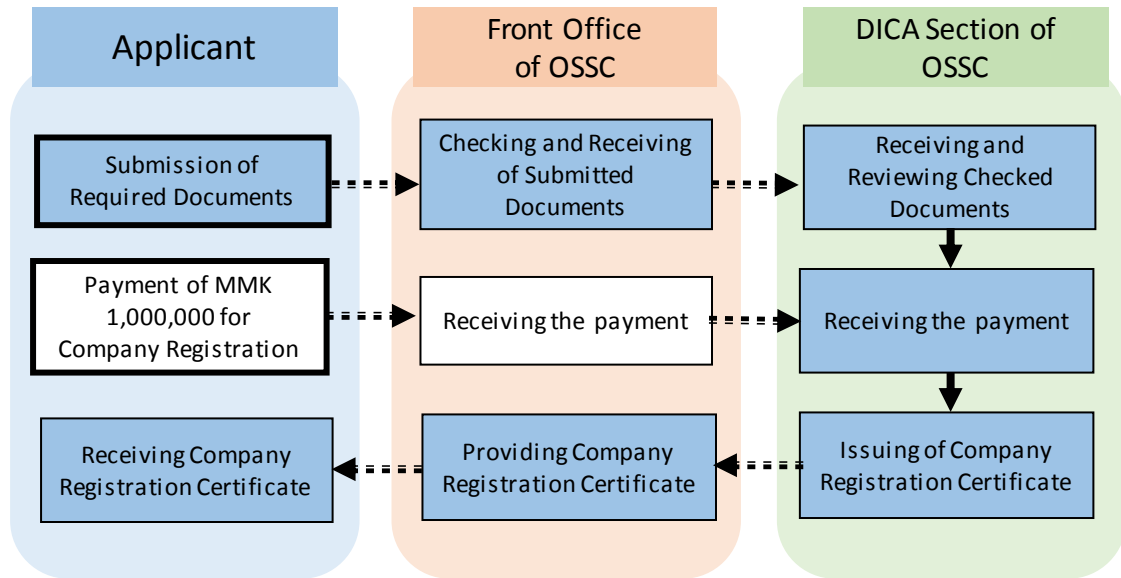 Applicant
Front Office
of OSSC
DICA Section of
OSSC
Submission of
Required Documents
Checking and Receiving
of Submitted
Documents
Receiving and
Reviewing Checked
Documents
Payment of MMK
1,000,000 for
Company Registration
Receiving the payment
Receiving the payment
Receiving Company
Registration Certificate
Providing Company
Registration Certificate
Issuing of Company
Registration Certificate